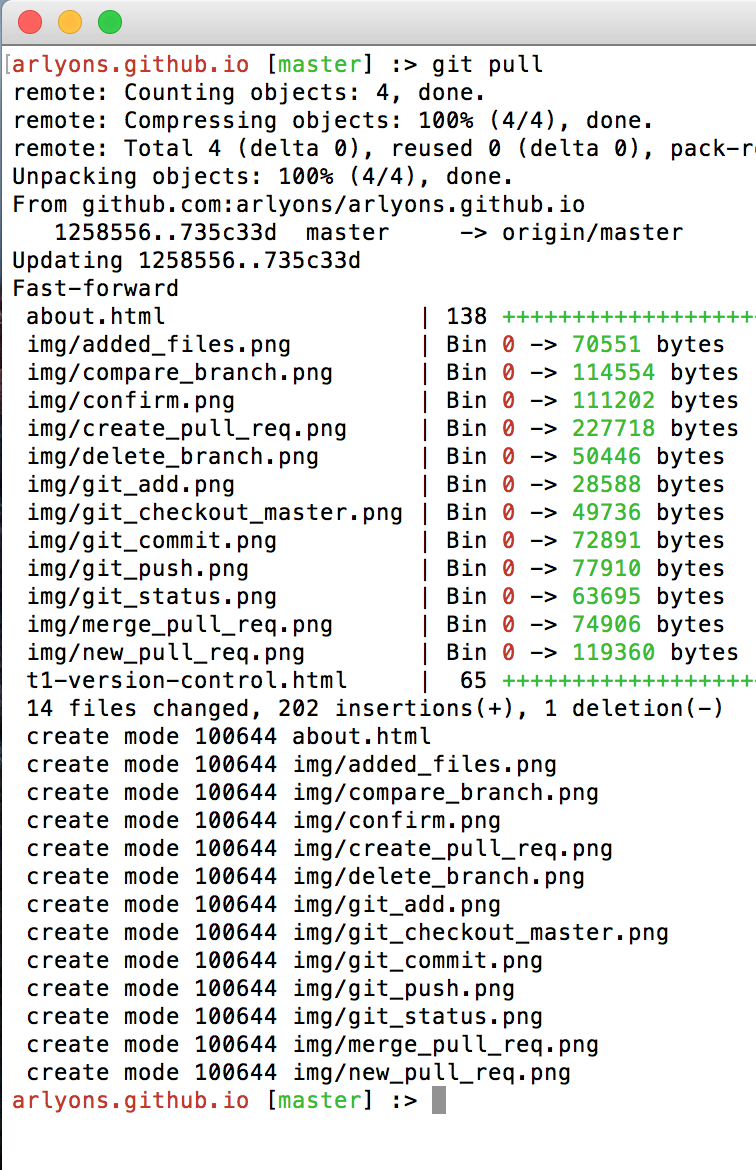 [arlyons.github.io [master] :> git pull
remote: Counting objects: 4, done.
remote: Compressing objects: 100% (4/4), done.
remote: Total 4 (delta 0), reused 0 (delta 0),
Unpacking objects: 100% (4/4), done.
From github.com:arlyons/arlyons.github.io
   1258556..735c33d  master     -> origin/master
Updating 1258556..735c33d
Fast-forward
 about.html                  | 138 ++++++++++++++++++
 img/added_files.png         | Bin 0 -> 70551 bytes
 img/compare_branch.png      | Bin 0 -> 114554 bytes
 img/confirm.png             | Bin 0 -> 111202 bytes
 img/create_pull_req.png     | Bin 0 -> 227718 bytes
 img/delete_branch.png       | Bin 0 -> 50446 bytes
 img/git_add.png             | Bin 0 -> 28588 bytes
 img/git_checkout_master.png | Bin 0 -> 49736 bytes
 img/git_commit.png          | Bin 0 -> 72891 bytes
 img/git_push.png            | Bin 0 -> 77910 bytes
 img/git_status.png          | Bin 0 -> 63695 bytes
 img/merge_pull_req.png      | Bin 0 -> 74906 bytes
 img/new_pull_req.png        | Bin 0 -> 119360 bytes
 t1-version-control.html     |  65 ++++++++++++++++++
 14 files changed, 202 insertions(+), 1 deletion(-)
 create mode 100644 about.html
 create mode 100644 img/added_files.png
 create mode 100644 img/compare_branch.png
 create mode 100644 img/confirm.png
 create mode 100644 img/create_pull_req.png
 create mode 100644 img/delete_branch.png
 create mode 100644 img/git_add.png
 create mode 100644 img/git_checkout_master.png
 create mode 100644 img/git_commit.png
 create mode 100644 img/git_push.png
 create mode 100644 img/git_status.png
 create mode 100644 img/merge_pull_req.png
 create mode 100644 img/new_pull_req.png
arlyons.github.io [master] :>